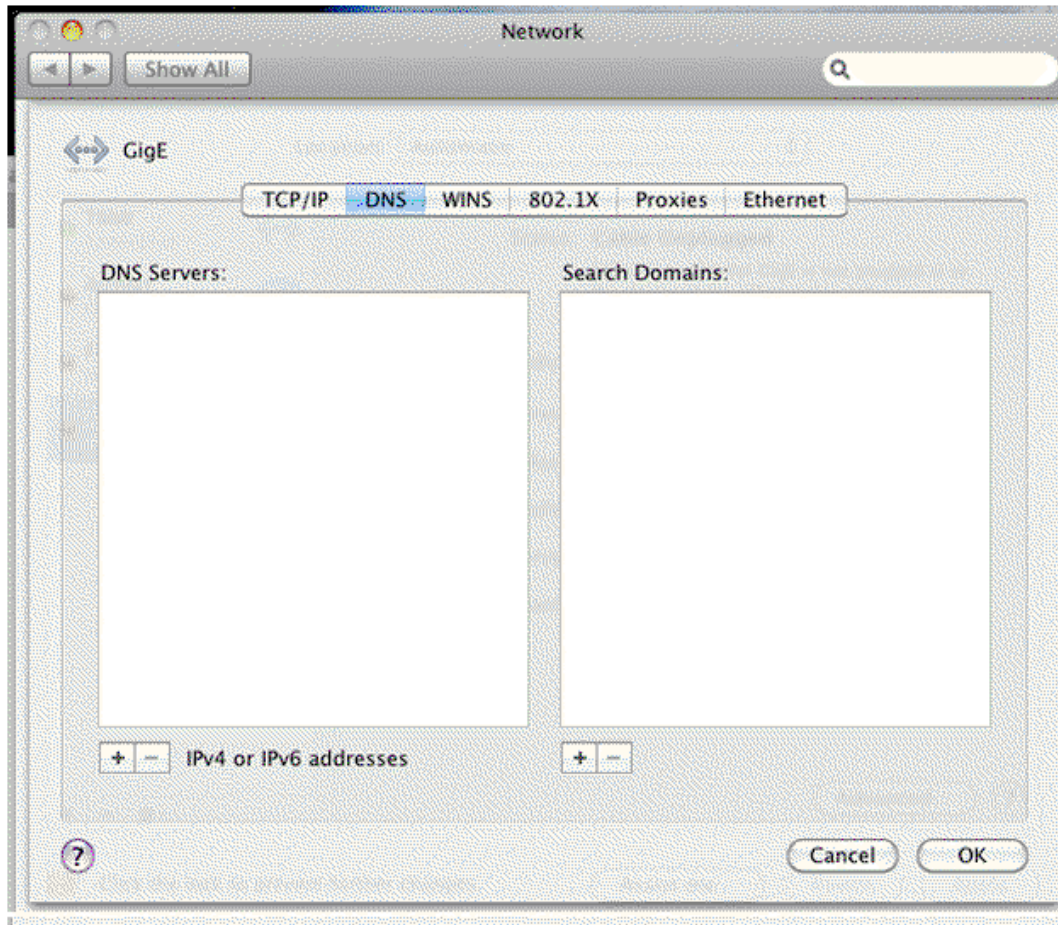 Network
Show All
GigE
TCP/IP DNS WINS 802.1X Proxies Ethernet
DNS Servers: Search Domains:
+ - IPv4 or IPv6 addresses + -
? Cancel OK